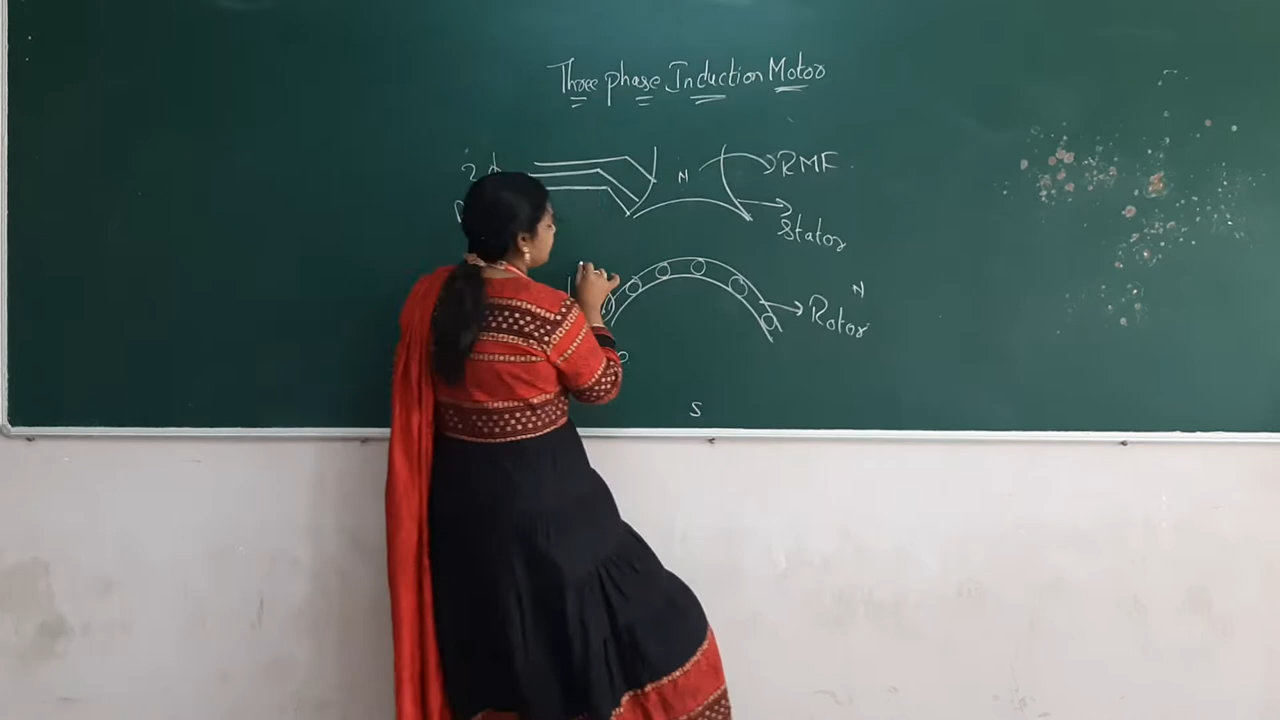 Three phase Induction Motor
N
RMF
Stator
N
Rotor
S